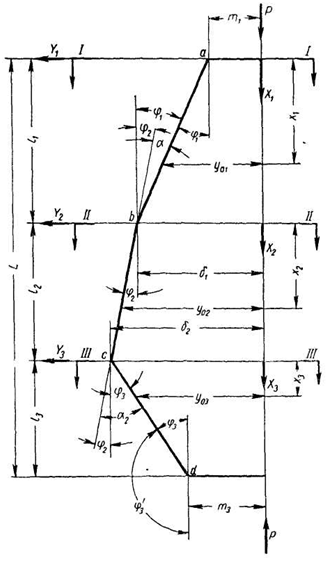 m₁
P
Y₁
I
a
I
X₁
φ₁
φ₂
α
φ₁
x₁
y₀₁
l₁
Y₂
II
b
II
X₂
δ₁
x₂
L
l₂
φ₂
y₀₂
δ₂
Y₃
III
c
III
X₃
x₃
φ₃
y₀₃
α₂
φ₃
l₃
φ₂
φ₃′
d
m₃
P